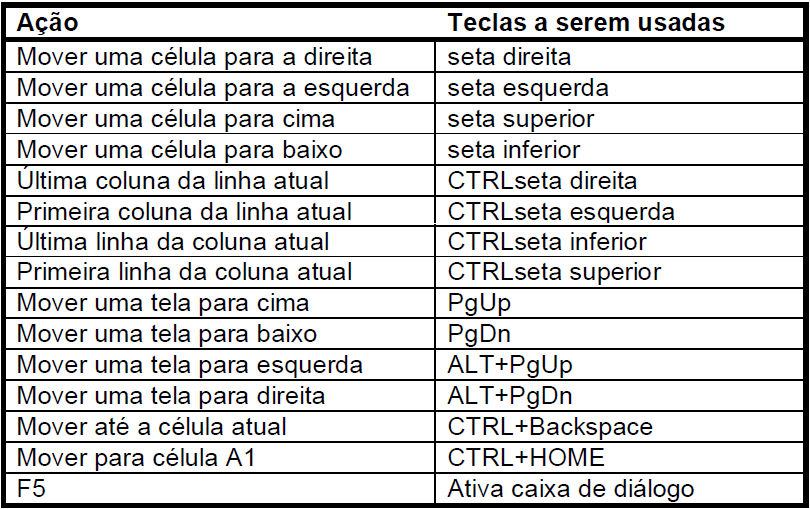 Ação Teclas a serem usadas
Mover uma célula para a direita seta direita
Mover uma célula para a esquerda seta esquerda
Mover uma célula para cima seta superior
Mover uma célula para baixo seta inferior
Última coluna da linha atual CTRLseta direita
Primeira coluna da linha atual CTRLseta esquerda
Última linha da coluna atual CTRLseta inferior
Primeira linha da coluna atual CTRLseta superior
Mover uma tela para cima PgUp
Mover uma tela para baixo PgDn
Mover uma tela para esquerda ALT+PgUp
Mover uma tela para direita ALT+PgDn
Mover até a célula atual CTRL+Backspace
Mover para célula A1 CTRL+HOME
F5 Ativa caixa de diálogo